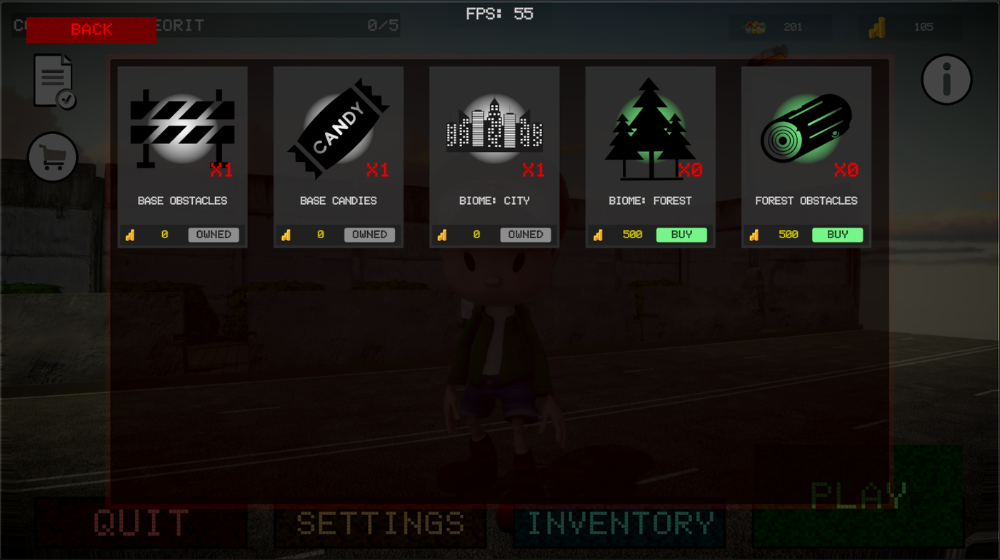 FPS: 55
BACK
EORIT
0/5
201
105
CANDY
X1
X1
X1
X0
X0
BASE OBSTACLES
BASE CANDIES
BIOME: CITY
BIOME: FOREST
FOREST OBSTACLES
0 OWNED
0 OWNED
0 OWNED
500 BUY
500 BUY
PLAY
QUIT
SETTINGS
INVENTORY